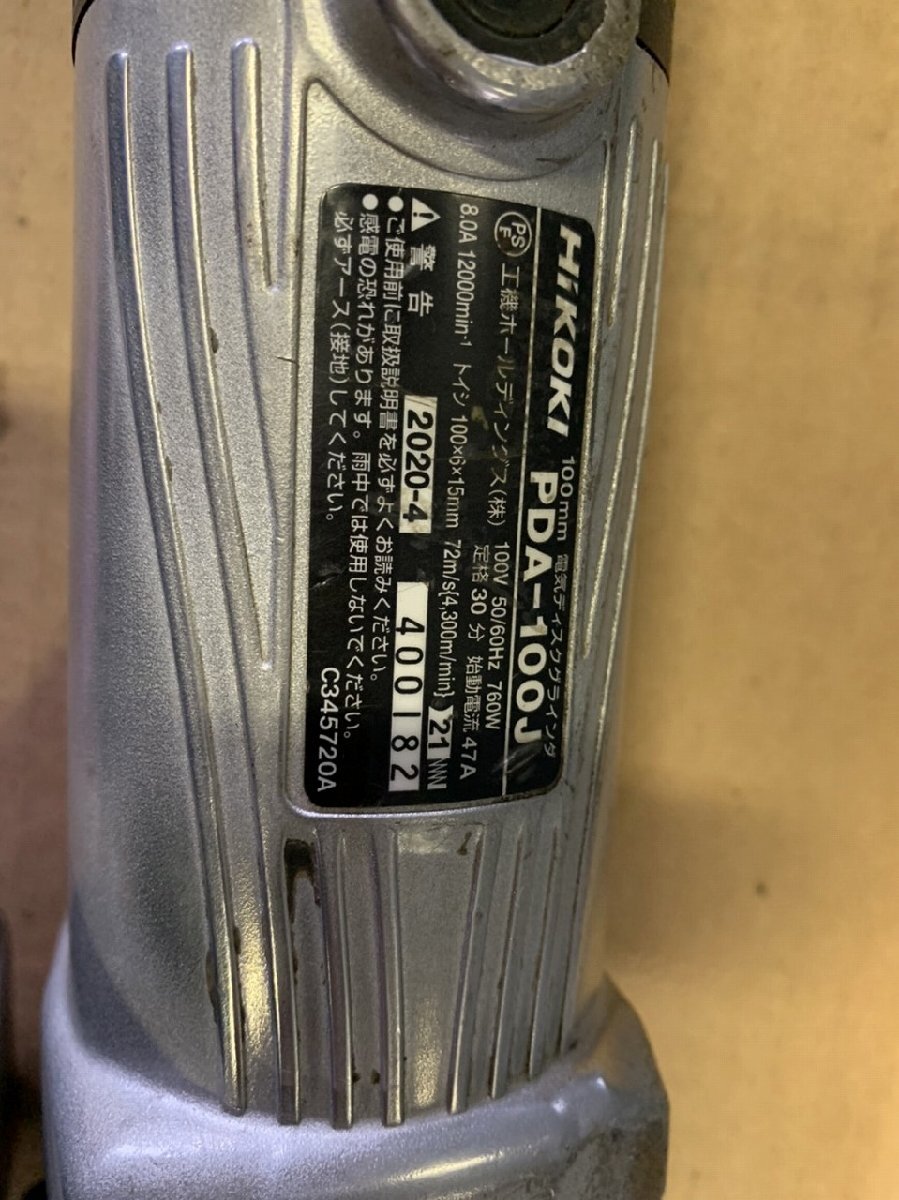 HiKOKI
100mm 電気ディスクグラインダ
PDA-100J
PS
E
工機ホールディングス(株) 100V 50/60Hz 760W
定格 30 分 始動電流 47A
8.0A 12000min-1 トイシ 100×6×15mm 72m/s{4,300m/min}
21
警告
2020-4
400182
●ご使用前に取扱説明書を必ずよくお読みください。
●感電の恐れがあります。雨中では使用しないでください。
必ずアース(接地)してください。
C345720A